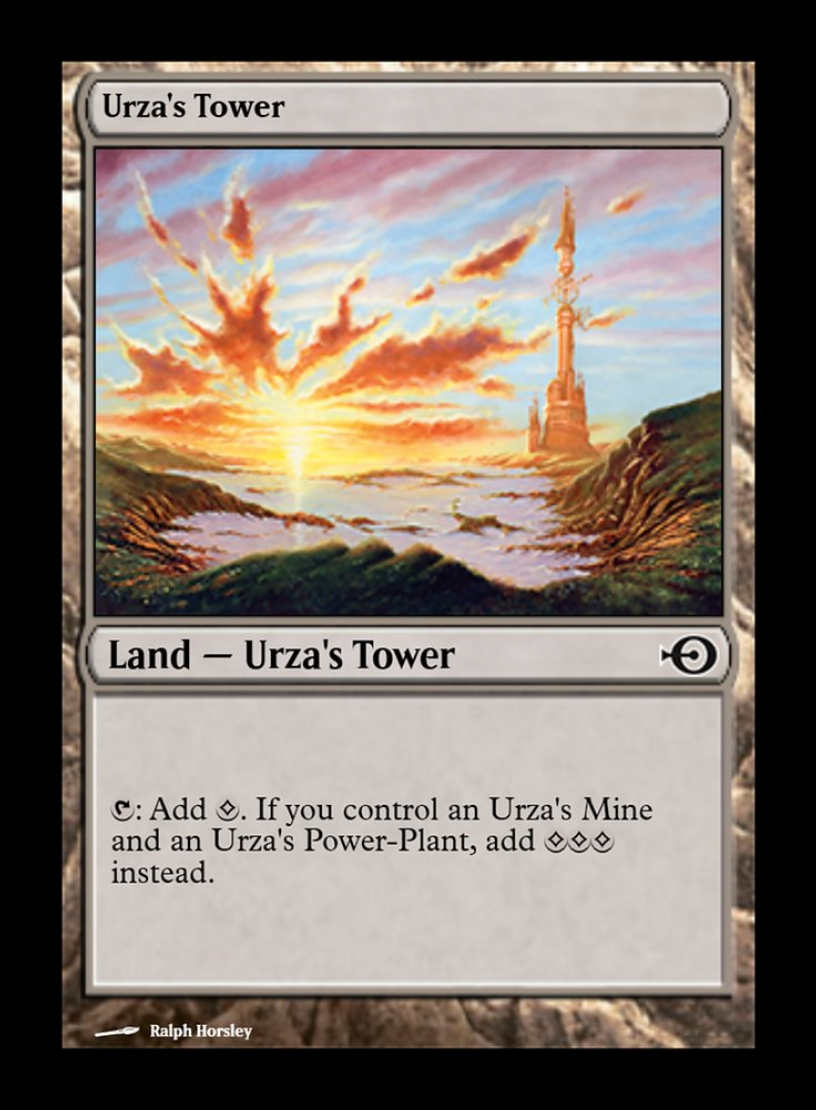 Urza's Tower
Land — Urza's Tower
: Add . If you control an Urza's Mine
and an Urza's Power-Plant, add
instead.
Ralph Horsley